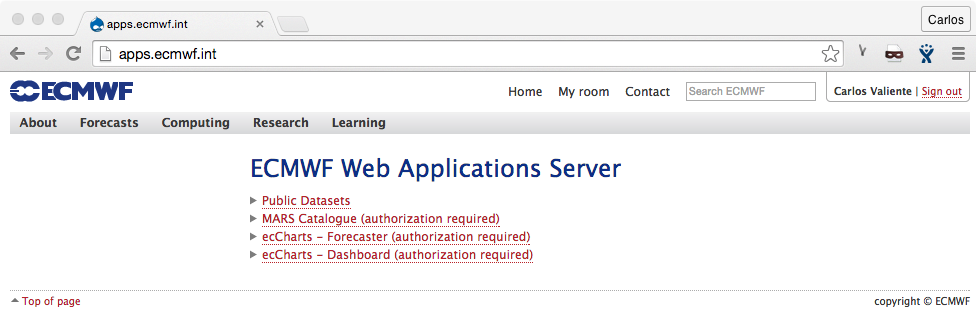 apps.ecmwf.int
Carlos
apps.ecmwf.int
ECMWF
Home My room Contact Search ECMWF Carlos Valiente | Sign out
About Forecasts Computing Research Learning
ECMWF Web Applications Server
Public Datasets
MARS Catalogue (authorization required)
ecCharts – Forecaster (authorization required)
ecCharts – Dashboard (authorization required)
Top of page copyright © ECMWF